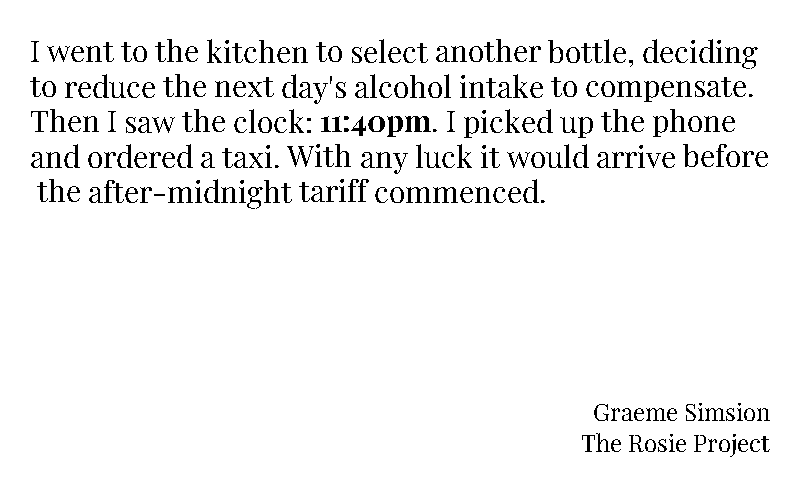 I went to the kitchen to select another bottle, deciding
to reduce the next day's alcohol intake to compensate.
Then I saw the clock: 11:40pm. I picked up the phone
and ordered a taxi. With any luck it would arrive before
the after-midnight tariff commenced.
Graeme Simsion
The Rosie Project